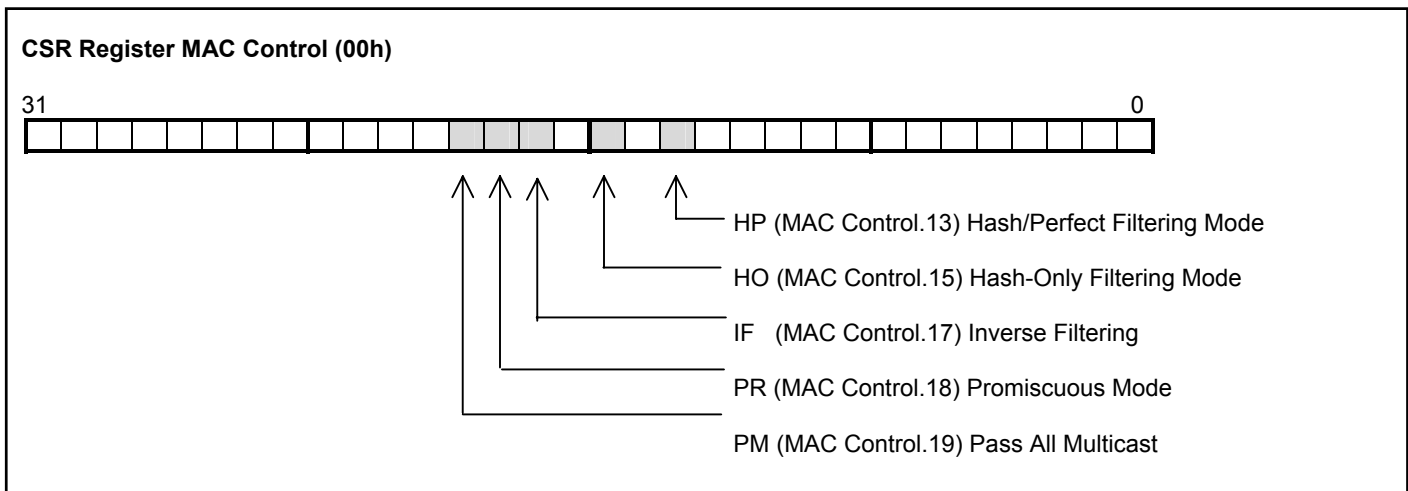 CSR Register MAC Control (00h)
31 0
HP (MAC Control.13) Hash/Perfect Filtering Mode
HO (MAC Control.15) Hash-Only Filtering Mode
IF (MAC Control.17) Inverse Filtering
PR (MAC Control.18) Promiscuous Mode
PM (MAC Control.19) Pass All Multicast